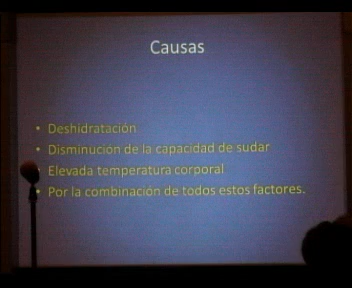 Causas
• Deshidratación
• Disminución de la capacidad de sudar
• Elevada temperatura corporal
• Por la combinación de todos estos factores.